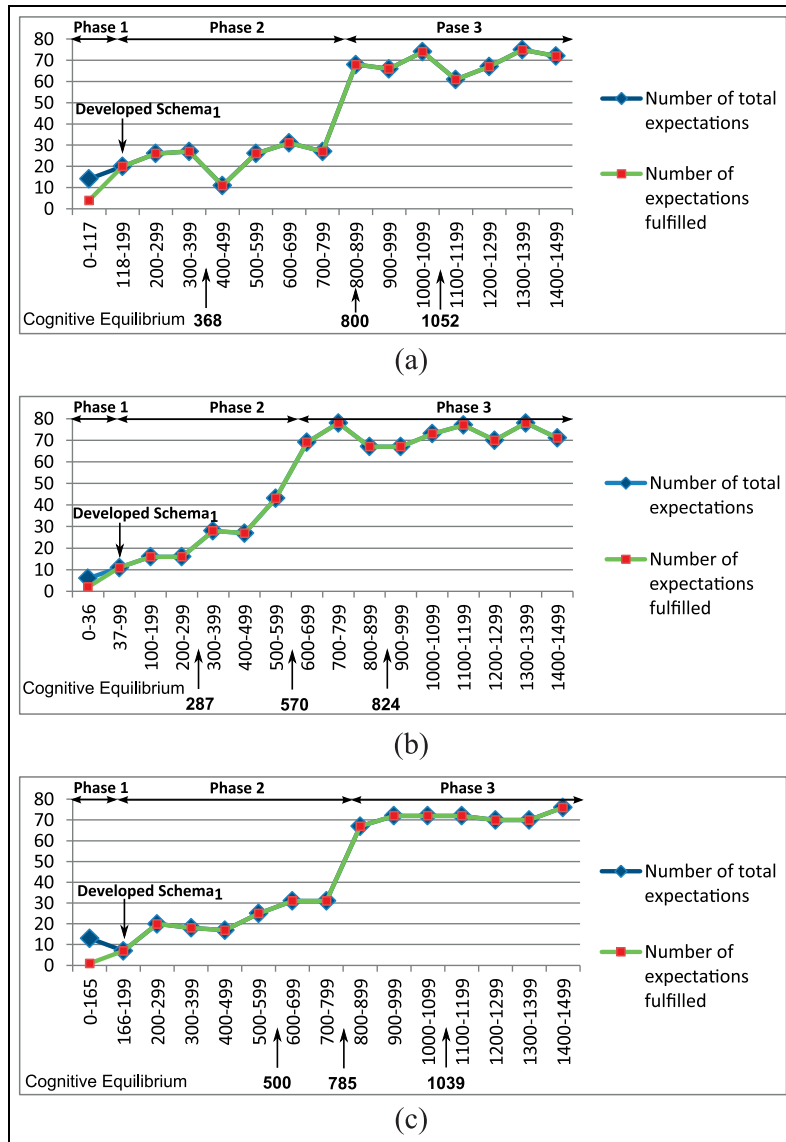 Phase 1 Phase 2 Pase 3
80
70
60
50
40
30
20
10
0
Developed Schema1
Number of total
expectations
Number of
expectations
fulfilled
0-117
118-199
200-299
300-399
400-499
500-599
600-699
700-799
800-899
900-999
1000-1099
1100-1199
1200-1299
1300-1399
1400-1499
Cognitive Equilibrium 368 800 1052
(a)
Phase 1 Phase 2 Phase 3
80
70
60
50
40
30
20
10
0
Developed Schema1
Number of total
expectations
Number of
expectations
fulfilled
0-36
37-99
100-199
200-299
300-399
400-499
500-599
600-699
700-799
800-899
900-999
1000-1099
1100-1199
1200-1299
1300-1399
1400-1499
Cognitive Equilibrium 287 570 824
(b)
Phase 1 Phase 2 Phase 3
80
70
60
50
40
30
20
10
0
Developed Schema1
Number of total
expectations
Number of
expectations
fulfilled
0-165
166-199
200-299
300-399
400-499
500-599
600-699
700-799
800-899
900-999
1000-1099
1100-1199
1200-1299
1300-1399
1400-1499
Cognitive Equilibrium 500 785 1039
(c)